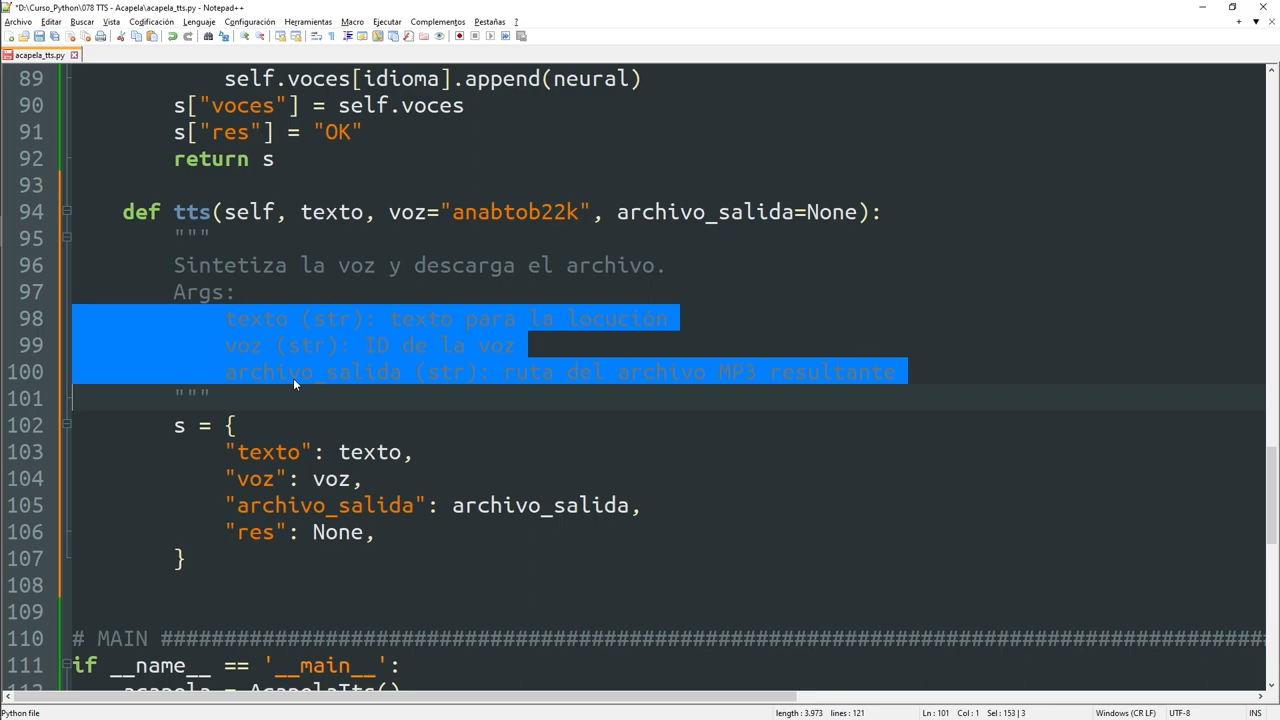 *D:\Curso_Python\078 TTS - Acapela\acapela_tts.py - Notepad++
Archivo Editar Buscar Vista Codificación Lenguaje Configuración Herramientas Macro Ejecutar Complementos Pestañas ?
acapela_tts.py
89 self.voces[idioma].append(neural)
90 s["voces"] = self.voces
91 s["res"] = "OK"
92 return s
93
94 def tts(self, texto, voz="anabtob22k", archivo_salida=None):
95 """
96 Sintetiza la voz y descarga el archivo.
97 Args:
98 texto (str): texto para la locución
99 voz (str): ID de la voz
100 archivo_salida (str): ruta del archivo MP3 resultante
101 """
102 s = {
103 "texto": texto,
104 "voz": voz,
105 "archivo_salida": archivo_salida,
106 "res": None,
107 }
108
109
110 # MAIN ##############################################################################################
111 if __name__ == '__main__':
112 acapela = AcapelaTts()
Python file length : 3.973 lines : 121 Ln : 101 Col : 1 Sel : 153 | 3 Windows (CR LF) UTF-8 INS